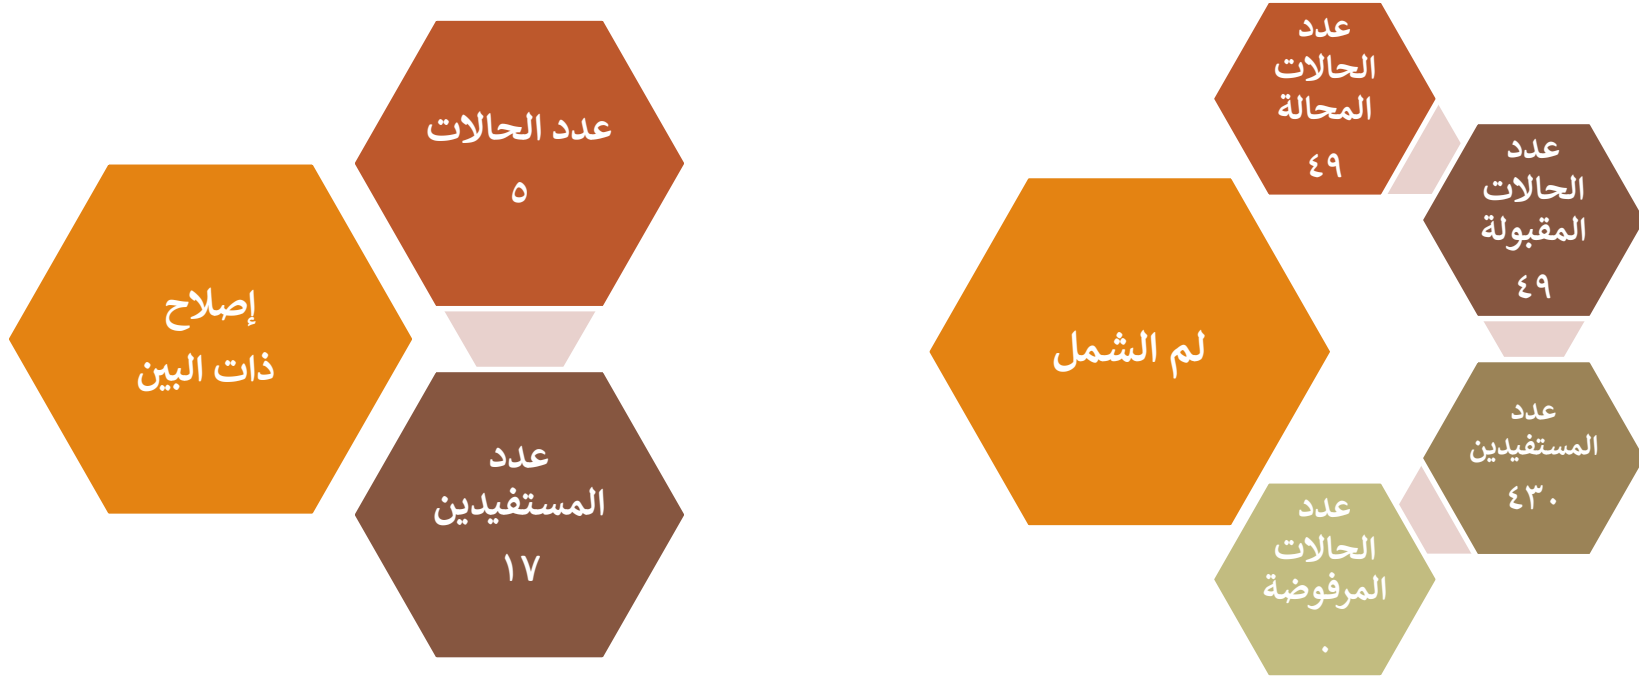 لم الشمل
عدد
الحالات
المحالة
٤٩
عدد
الحالات
المقبولة
٤٩
عدد
المستفيدين
٤٣٠
عدد
الحالات
المرفوضة
٠
إصلاح
ذات البين
عدد الحالات
٥
عدد
المستفيدين
١٧